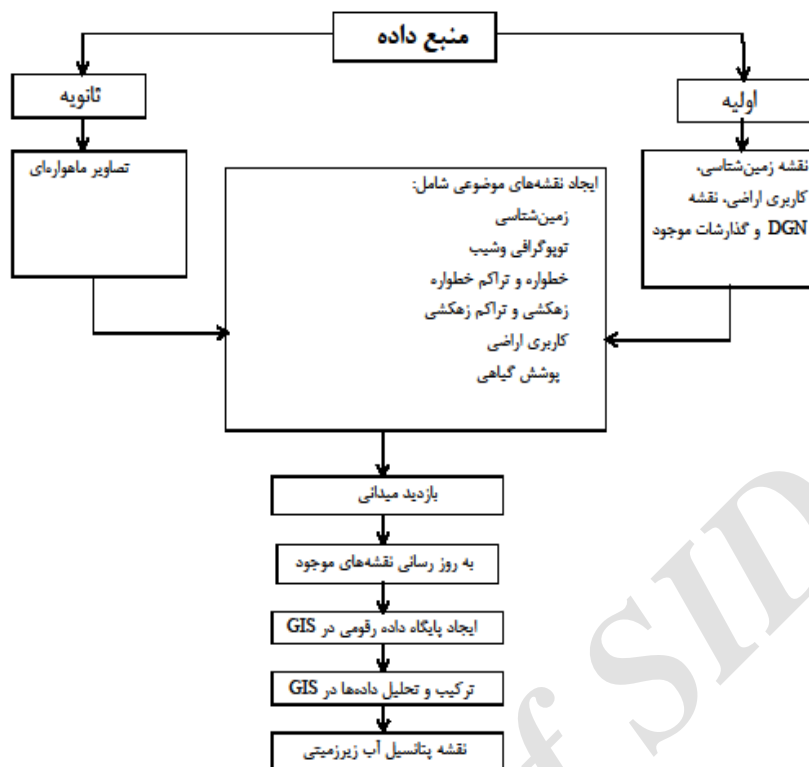 منبع داده
اولیه
ثانویه
نقشه زمین‌شناسی،
کاربری اراضی، نقشه
DGN و گذارشات موجود
تصاویر ماهواره‌ای
ایجاد نقشه‌های موضوعی شامل:
زمین‌شناسی
توپوگرافی وشیب
خطواره و تراکم خطواره
زهکشی و تراکم زهکشی
کاربری اراضی
پوشش گیاهی
بازدید میدانی
به روز رسانی نقشه‌های موجود
ایجاد پایگاه داده رقومی در GIS
ترکیب و تحلیل داده‌ها در GIS
نقشه پتانسیل آب زیرزمیتی
f SID